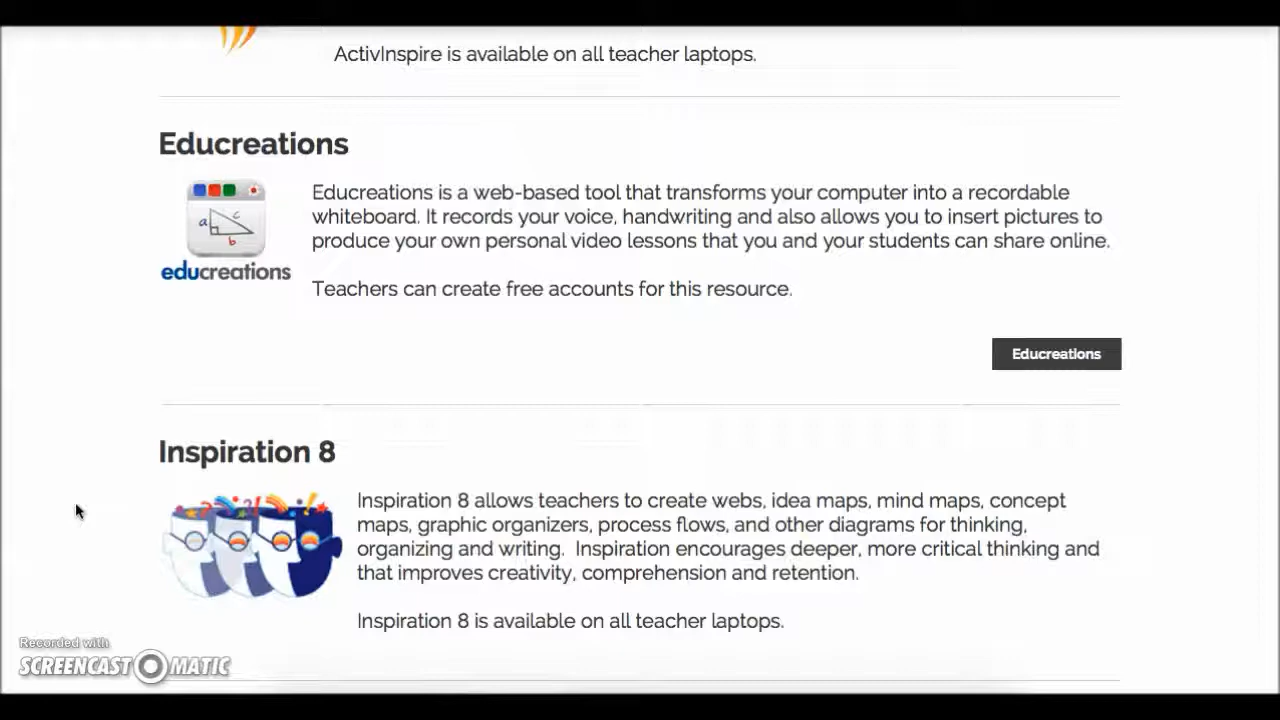 ActivInspire is available on all teacher laptops.
Educreations
a c
b
educreations
Educreations is a web-based tool that transforms your computer into a recordable
whiteboard. It records your voice, handwriting and also allows you to insert pictures to
produce your own personal video lessons that you and your students can share online.
Teachers can create free accounts for this resource.
Educreations
Inspiration 8
Inspiration 8 allows teachers to create webs, idea maps, mind maps, concept
maps, graphic organizers, process flows, and other diagrams for thinking,
organizing and writing. Inspiration encourages deeper, more critical thinking and
that improves creativity, comprehension and retention.
Inspiration 8 is available on all teacher laptops.
Recorded with
SCREENCAST MATIC